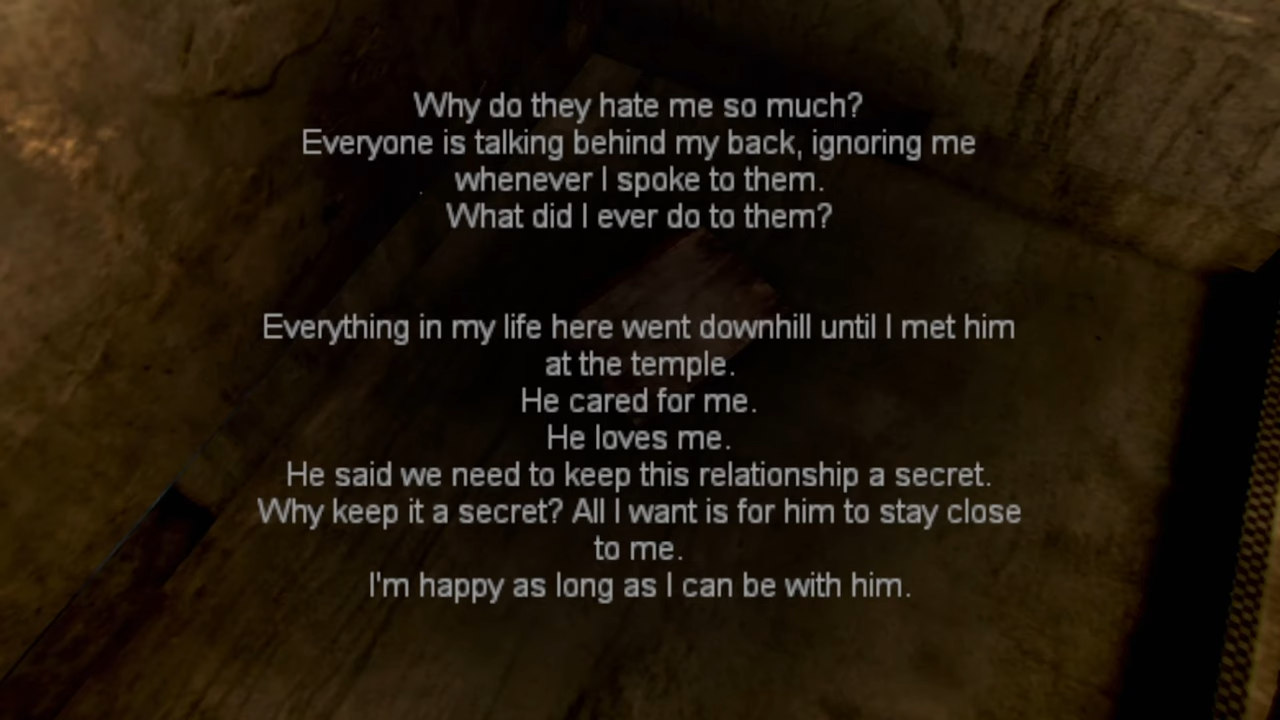 Why do they hate me so much?
Everyone is talking behind my back, ignoring me
whenever I spoke to them.
What did I ever do to them?
Everything in my life here went downhill until I met him
at the temple.
He cared for me.
He loves me.
He said we need to keep this relationship a secret.
Why keep it a secret? All I want is for him to stay close
to me.
I'm happy as long as I can be with him.